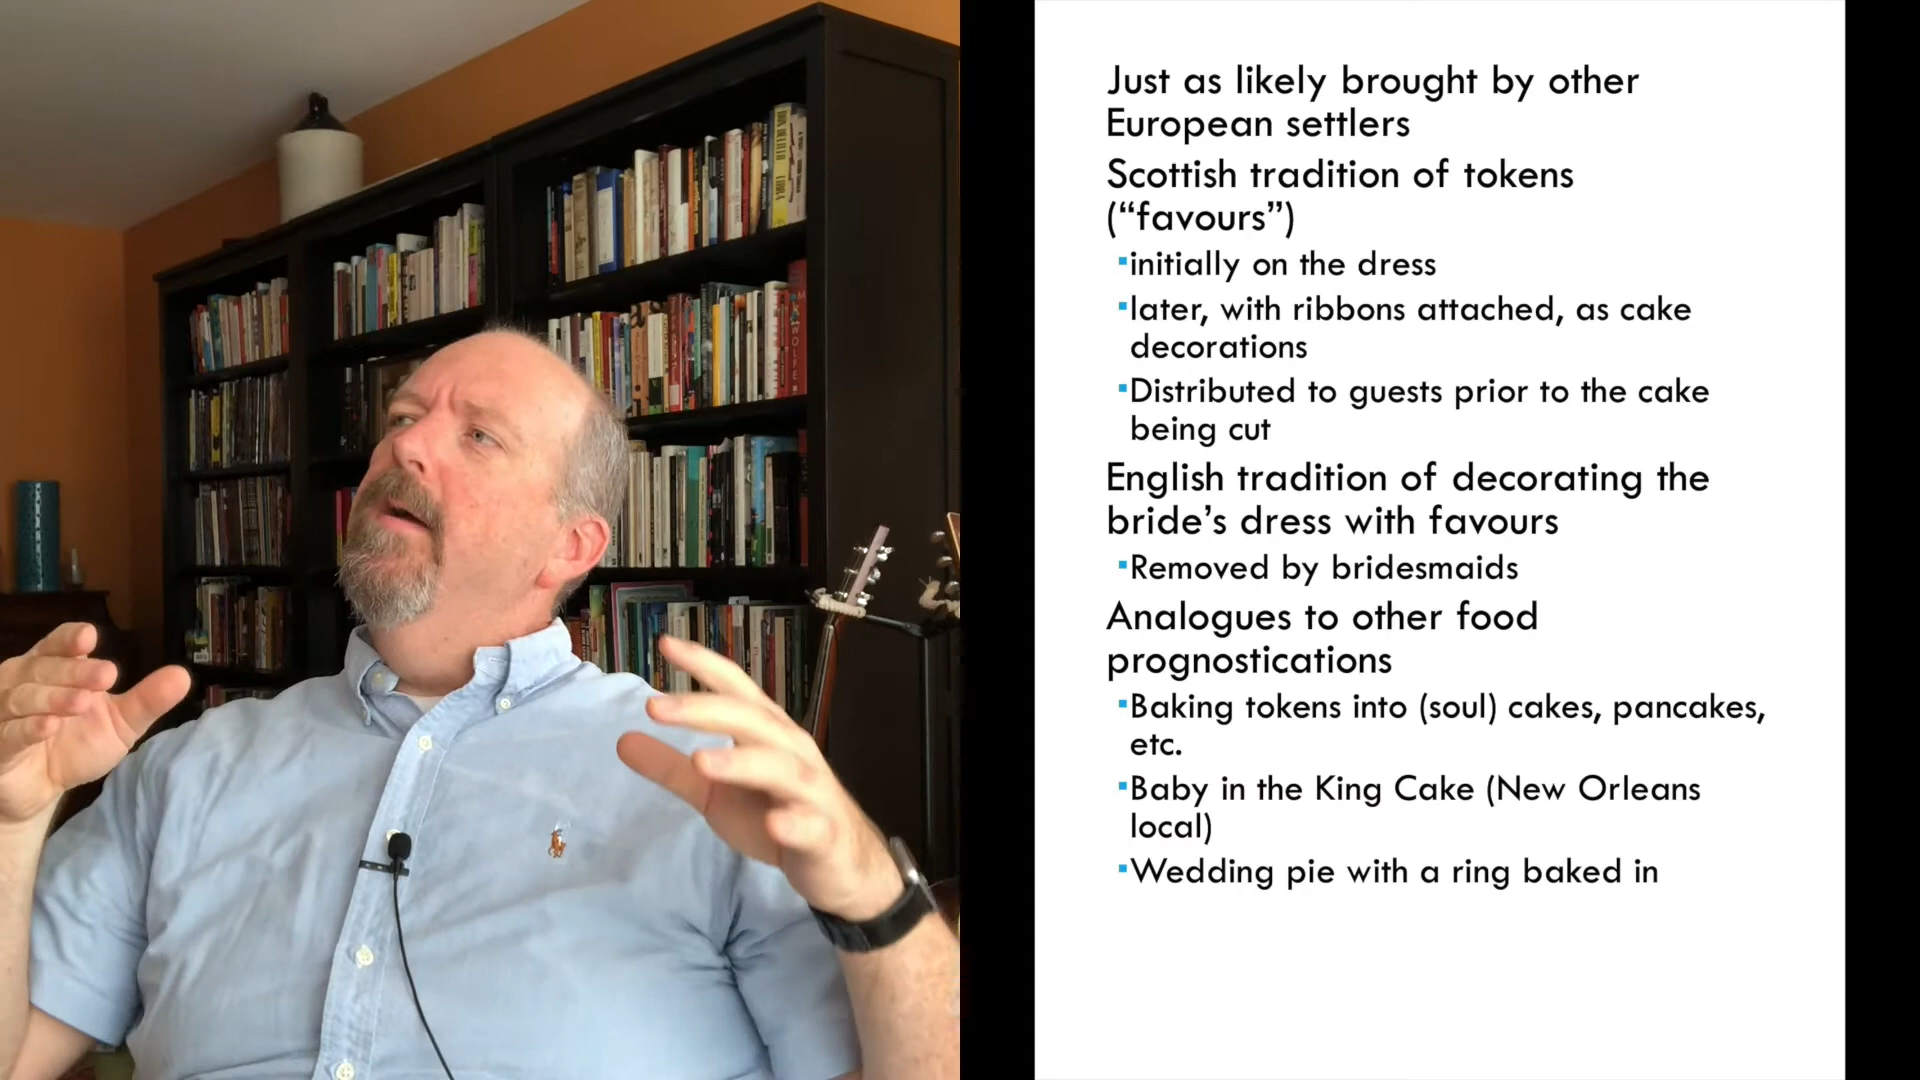 Just as likely brought by other
European settlers
Scottish tradition of tokens
(“favours”)
▪initially on the dress
▪later, with ribbons attached, as cake
decorations
▪Distributed to guests prior to the cake
being cut
English tradition of decorating the
bride’s dress with favours
▪Removed by bridesmaids
Analogues to other food
prognostications
▪Baking tokens into (soul) cakes, pancakes,
etc.
▪Baby in the King Cake (New Orleans
local)
▪Wedding pie with a ring baked in
WOLFE